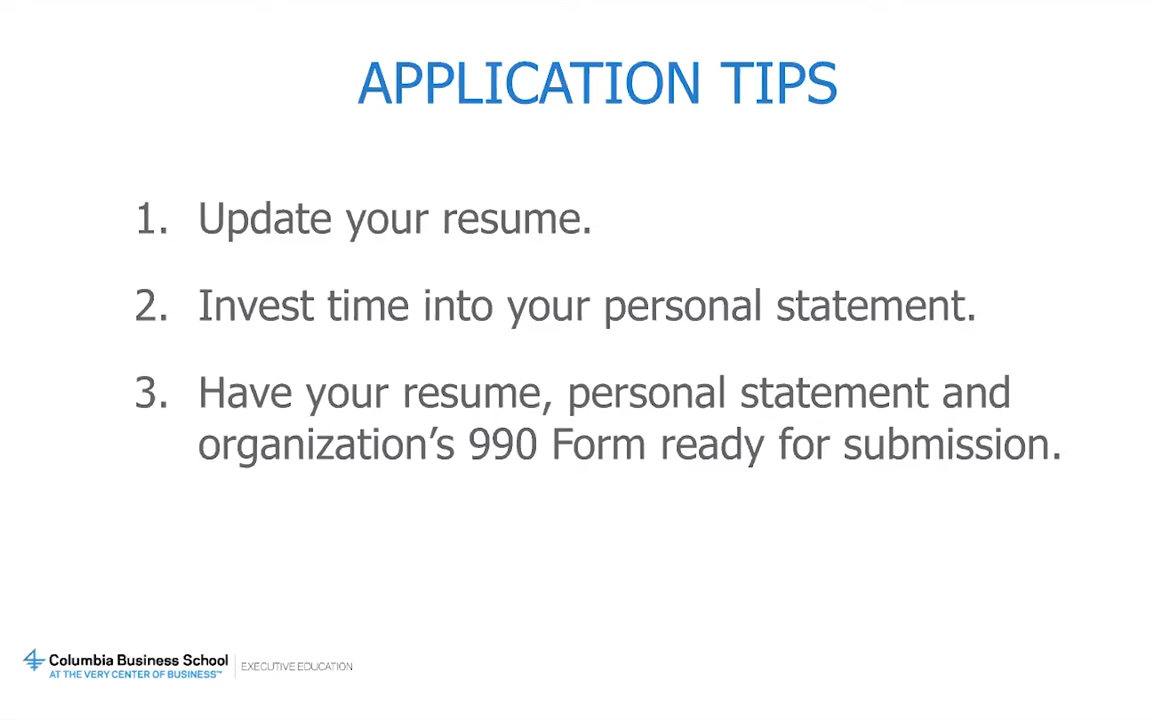 APPLICATION TIPS
1. Update your resume.
2. Invest time into your personal statement.
3. Have your resume, personal statement and
organization's 990 Form ready for submission.
Columbia Business School
AT THE VERY CENTER OF BUSINESS™
EXECUTIVE EDUCATION